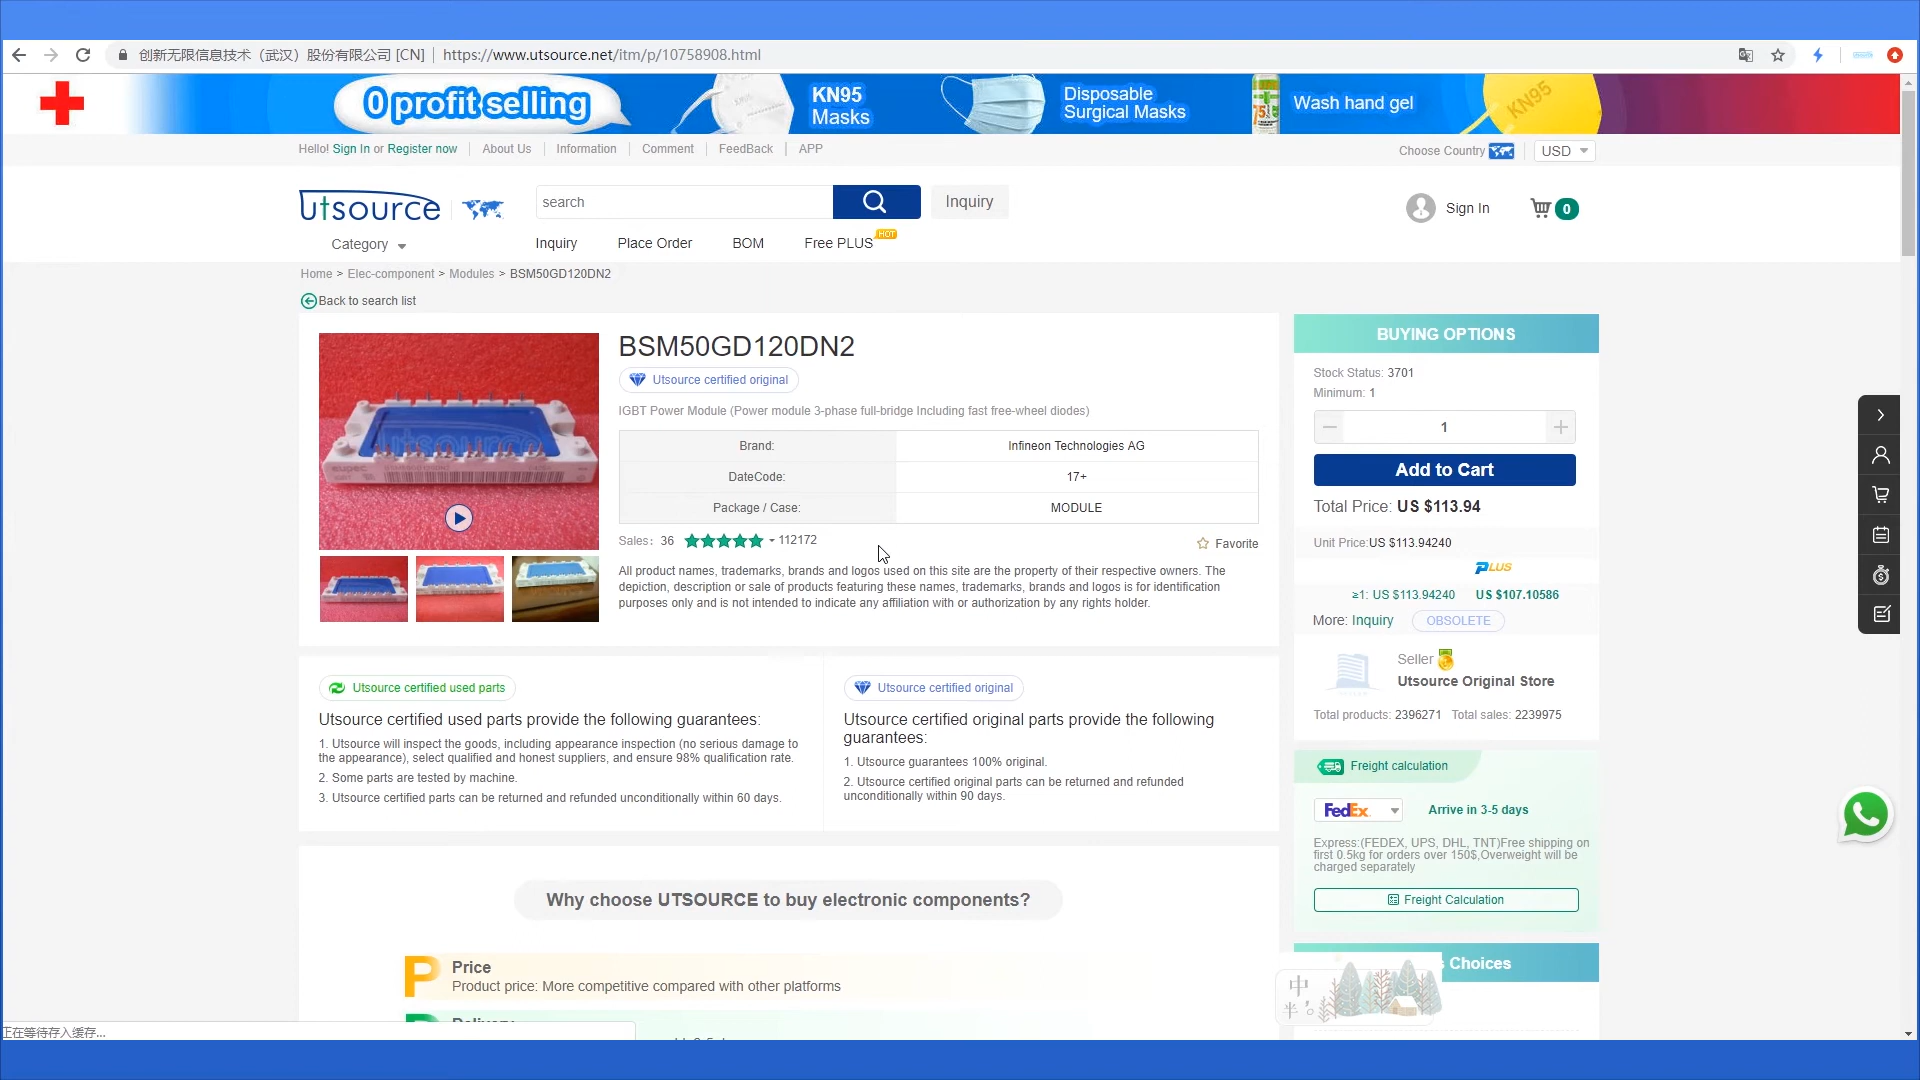 创新无限信息技术（武汉）股份有限公司 [CN] | https://www.utsource.net/itm/p/10758908.html
0 profit selling
KN95
Masks
Disposable
Surgical Masks
Wash hand gel
KN95
Hello! Sign In or Register now | About Us | Information | Comment | FeedBack | APP
Choose Country
USD
utsource
search
Inquiry
Sign In
0
Category
Inquiry
Place Order
BOM
Free PLUS
HOT
Home > Elec-component > Modules > BSM50GD120DN2
Back to search list
BSM50GD120DN2
Utsource certified original
IGBT Power Module (Power module 3-phase full-bridge Including fast free-wheel diodes)
Brand: Infineon Technologies AG
DateCode: 17+
Package / Case: MODULE
Sales: 36
112172
Favorite
All product names, trademarks, brands and logos used on this site are the property of their respective owners. The
depiction, description or sale of products featuring these names, trademarks, brands and logos is for identification
purposes only and is not intended to indicate any affiliation with or authorization by any rights holder.
utsource
eupec
Utsource certified used parts
Utsource certified used parts provide the following guarantees:
1. Utsource will inspect the goods, including appearance inspection (no serious damage to
the appearance), select qualified and honest suppliers, and ensure 98% qualification rate.
2. Some parts are tested by machine.
3. Utsource certified parts can be returned and refunded unconditionally within 60 days.
Utsource certified original
Utsource certified original parts provide the following
guarantees:
1. Utsource guarantees 100% original.
2. Utsource certified original parts can be returned and refunded
unconditionally within 90 days.
Why choose UTSOURCE to buy electronic components?
P
Price
Product price: More competitive compared with other platforms
Delivery
BUYING OPTIONS
Stock Status: 3701
Minimum: 1
1
Add to Cart
Total Price: US $113.94
Unit Price:US $113.94240
PLUS
≥1: US $113.94240 US $107.10586
More: Inquiry
OBSOLETE
Seller
Utsource Original Store
Total products: 2396271 Total sales: 2239975
Freight calculation
FedEx
Arrive in 3-5 days
Express:(FEDEX, UPS, DHL, TNT)Free shipping on
first 0.5kg for orders over 150$,Overweight will be
charged separately
Freight Calculation
Choices
中
半
正在等待存入缓存...